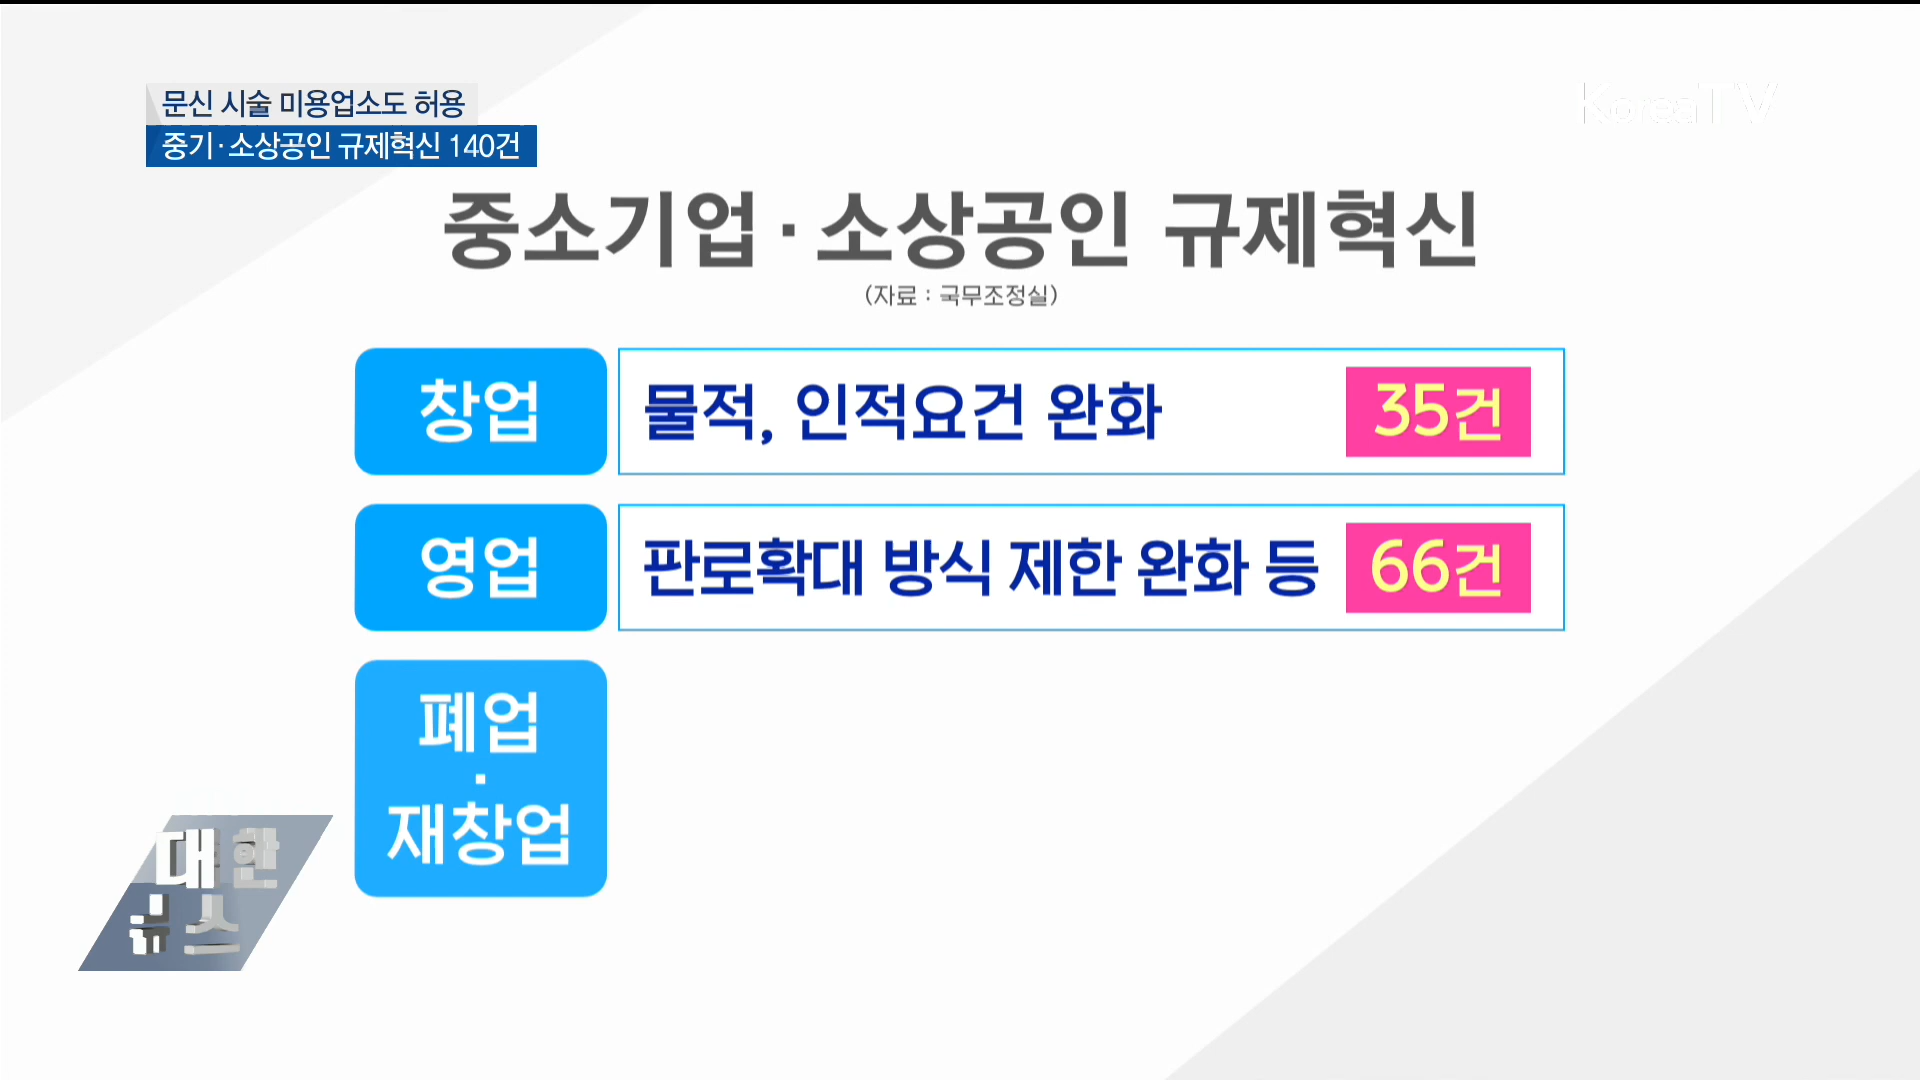 문신 시술 미용업소도 허용
중기·소상공인 규제혁신 140건
KoreaTV
중소기업·소상공인 규제혁신
(자료 : 국무조정실)
창업
물적, 인적요건 완화
35건
영업
판로확대 방식 제한 완화 등
66건
폐업
·
재창업
대한
뉴스